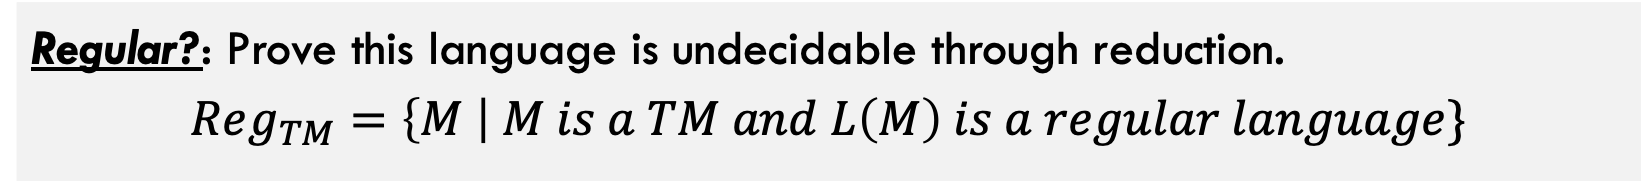 Regular?: Prove this language is undecidable through reduction.
Reg_TM = {M | M is a TM and L(M) is a regular language}